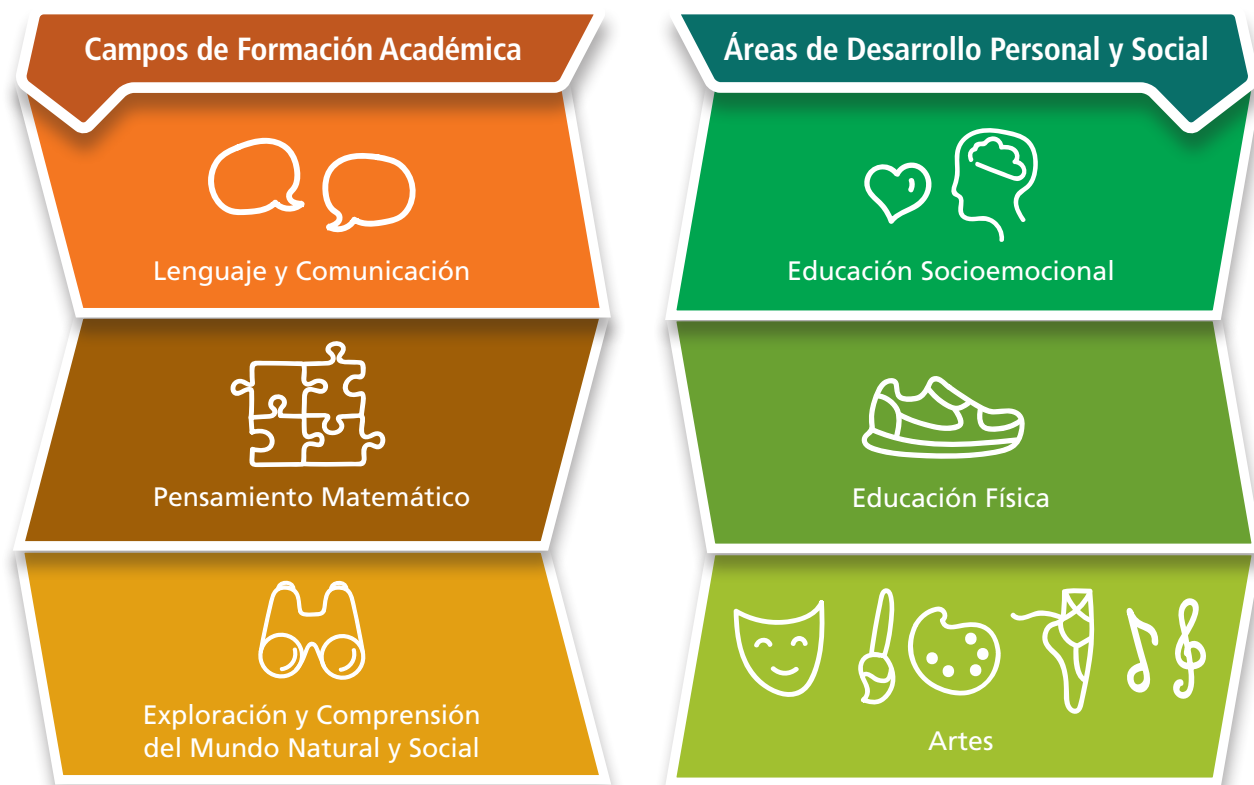 Campos de Formación Académica
Lenguaje y Comunicación
Pensamiento Matemático
Exploración y Comprensión
del Mundo Natural y Social
Áreas de Desarrollo Personal y Social
Educación Socioemocional
Educación Física
Artes